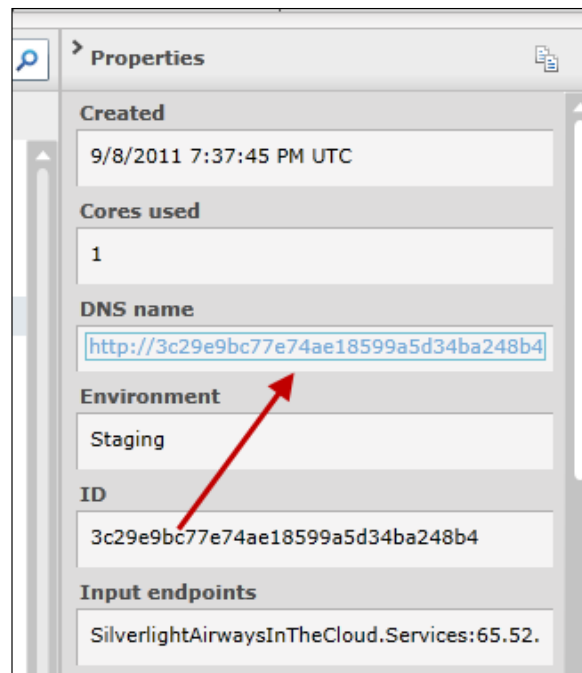 Properties
Created
9/8/2011 7:37:45 PM UTC
Cores used
1
DNS name
http://3c29e9bc77e74ae18599a5d34ba248b4
Environment
Staging
ID
3c29e9bc77e74ae18599a5d34ba248b4
Input endpoints
SilverlightAirwaysInTheCloud.Services:65.52.